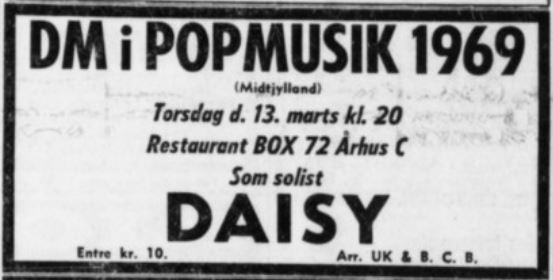 DM i POPMUSIK 1969
(Midtjylland)
Torsdag d. 13. marts kl. 20
Restaurant BOX 72 Århus C
Som solist
DAISY
Entre kr. 10. Arr. UK & B. C. B.